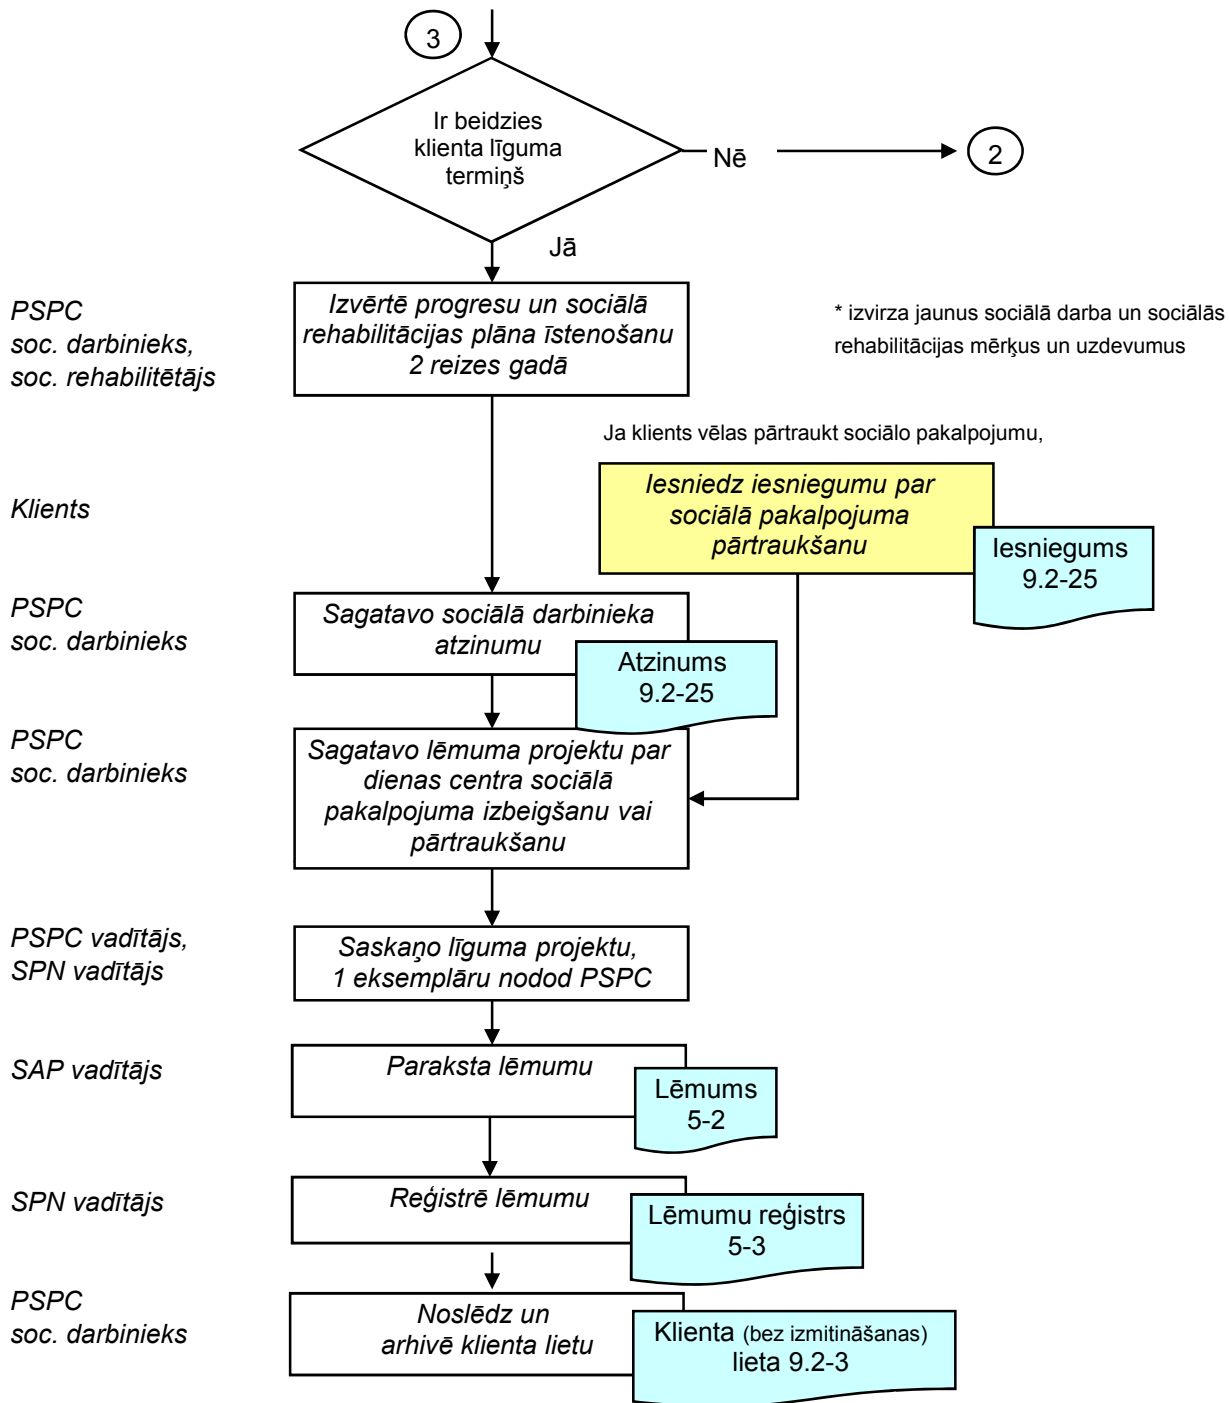 3
Ir beidzies
klienta līguma
termiņš
Nē
2
Jā
PSPC
soc. darbinieks,
soc. rehabilitētājs
Izvērtē progresu un sociālā
rehabilitācijas plāna īstenošanu
2 reizes gadā
* izvirza jaunus sociālā darba un sociālās
rehabilitācijas mērķus un uzdevumus
Ja klients vēlas pārtraukt sociālo pakalpojumu,
Klients
Iesniedz iesniegumu par
sociālā pakalpojuma
pārtraukšanu
Iesniegums
9.2-25
PSPC
soc. darbinieks
Sagatavo sociālā darbinieka
atzinumu
Atzinums
9.2-25
PSPC
soc. darbinieks
Sagatavo lēmuma projektu par
dienas centra sociālā
pakalpojuma izbeigšanu vai
pārtraukšanu
PSPC vadītājs,
SPN vadītājs
Saskaņo līguma projektu,
1 eksemplāru nodod PSPC
SAP vadītājs
Paraksta lēmumu
Lēmums
5-2
SPN vadītājs
Reģistrē lēmumu
Lēmumu reģistrs
5-3
PSPC
soc. darbinieks
Noslēdz un
arhivē klienta lietu
Klienta (bez izmitināšanas)
lieta 9.2-3